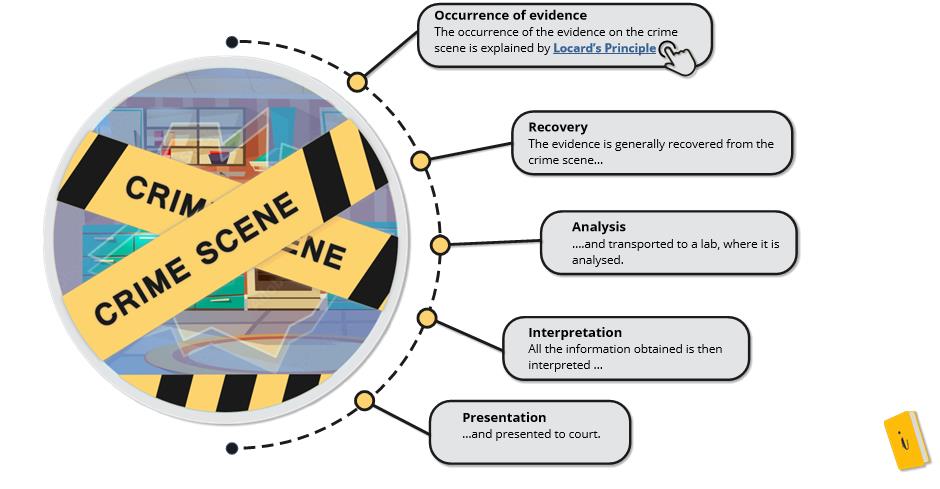 Occurrence of evidence
The occurrence of the evidence on the crime
scene is explained by Locard's Principle
Recovery
The evidence is generally recovered from the
crime scene...
Analysis
....and transported to a lab, where it is
analysed.
Interpretation
All the information obtained is then
interpreted ...
Presentation
...and presented to court.
CRIM
ENE
CRIME SCENE
i